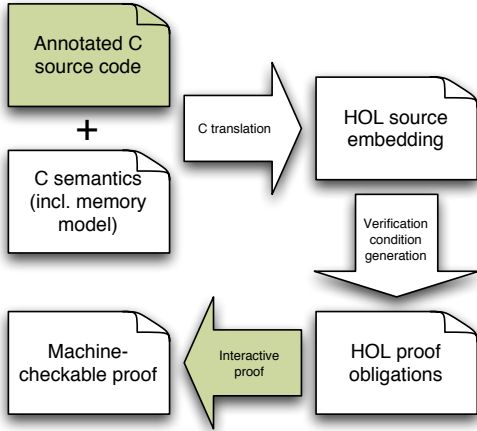 Annotated C
source code
+
C semantics
(incl. memory
model)
C translation
HOL source
embedding
Verification
condition
generation
HOL proof
obligations
Interactive
proof
Machine-
checkable proof